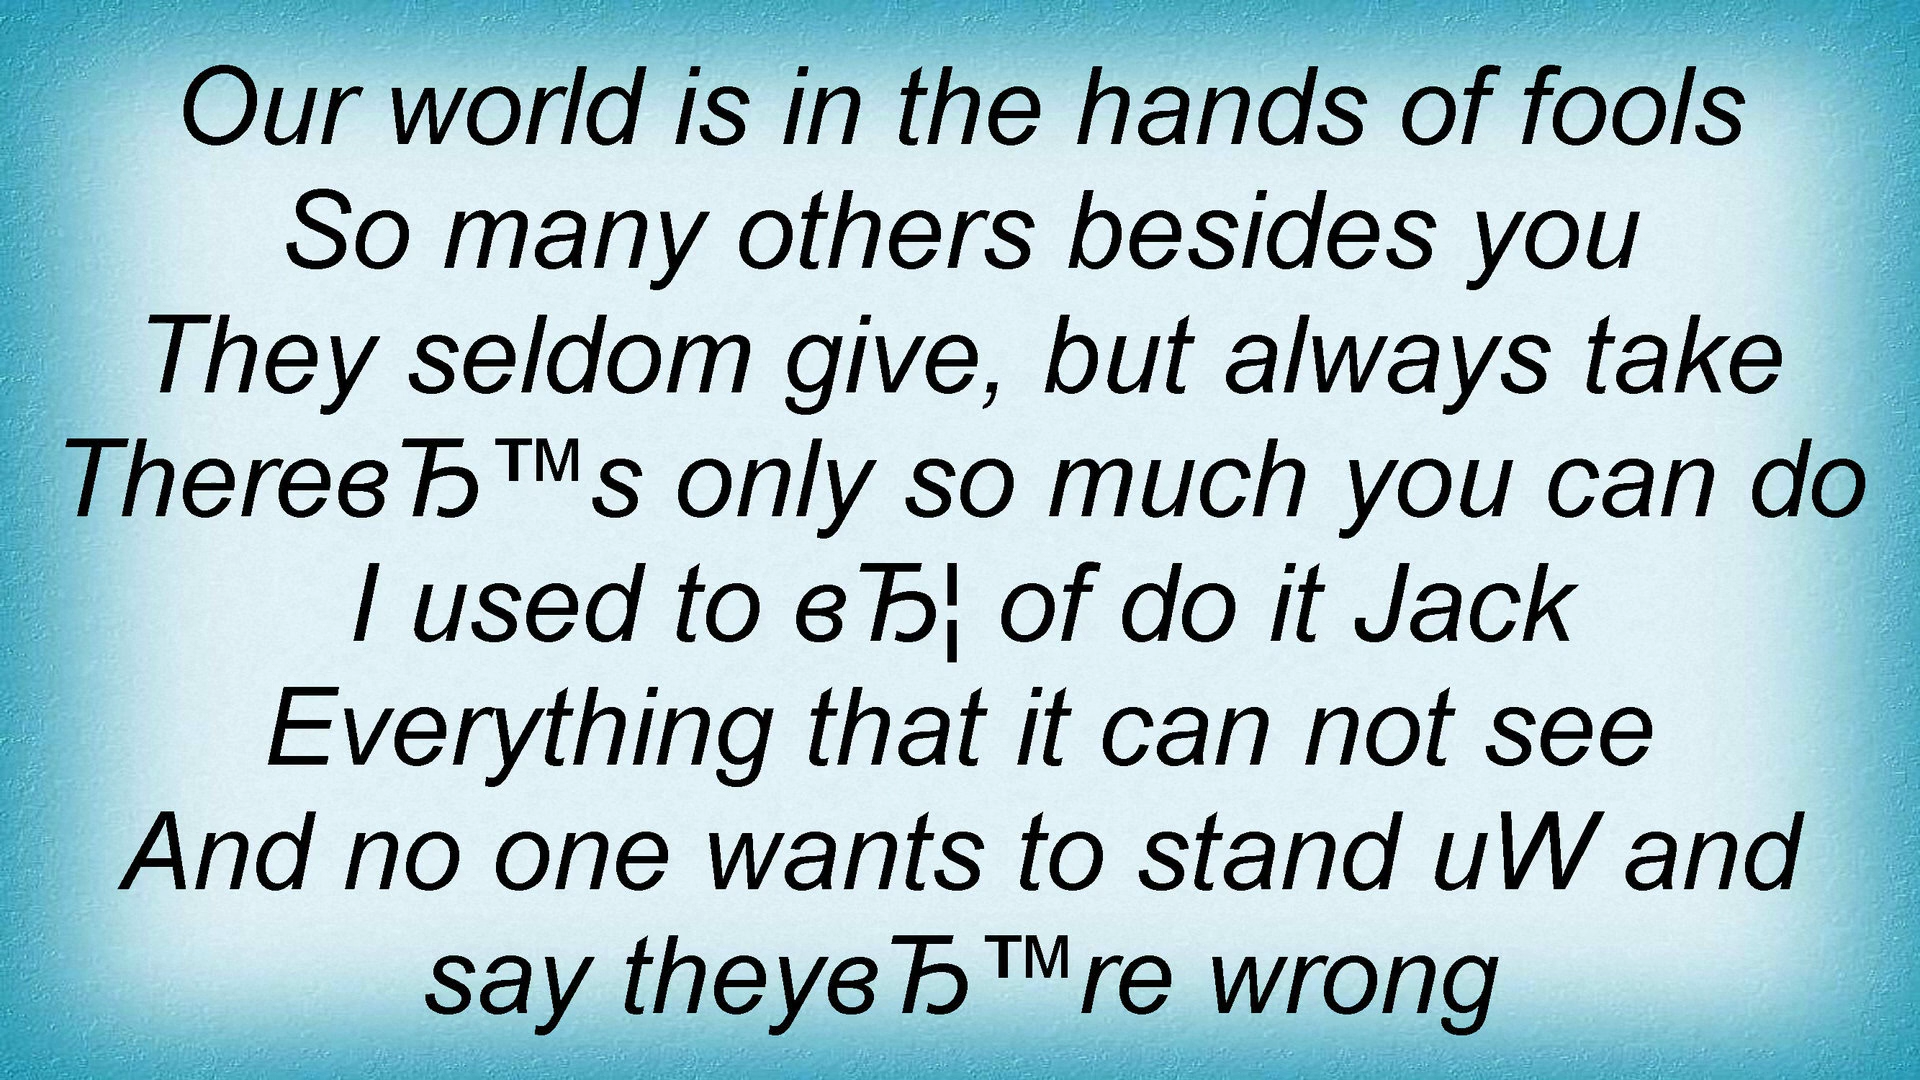 Our world is in the hands of fools
So many others besides you
They seldom give, but always take
ThereвЂ™s only so much you can do
I used to вЂ¦ of do it Jack
Everything that it can not see
And no one wants to stand uW and
say theyвЂ™re wrong